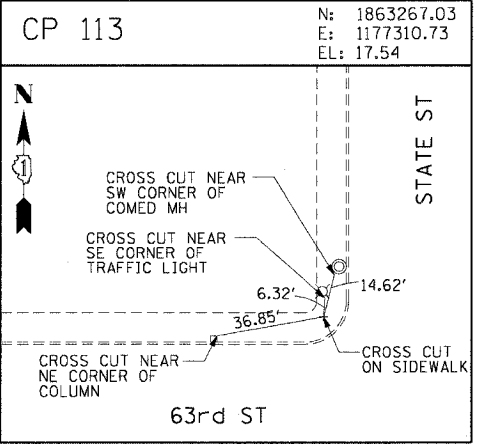 CP 113
N: 1863267.03
E: 1177310.73
EL: 17.54
N
1
STATE ST
CROSS CUT NEAR
SW CORNER OF
COMED MH
CROSS CUT NEAR
SE CORNER OF
TRAFFIC LIGHT
6.32'
14.62'
36.85'
CROSS CUT NEAR
NE CORNER OF
COLUMN
CROSS CUT
ON SIDEWALK
63rd ST